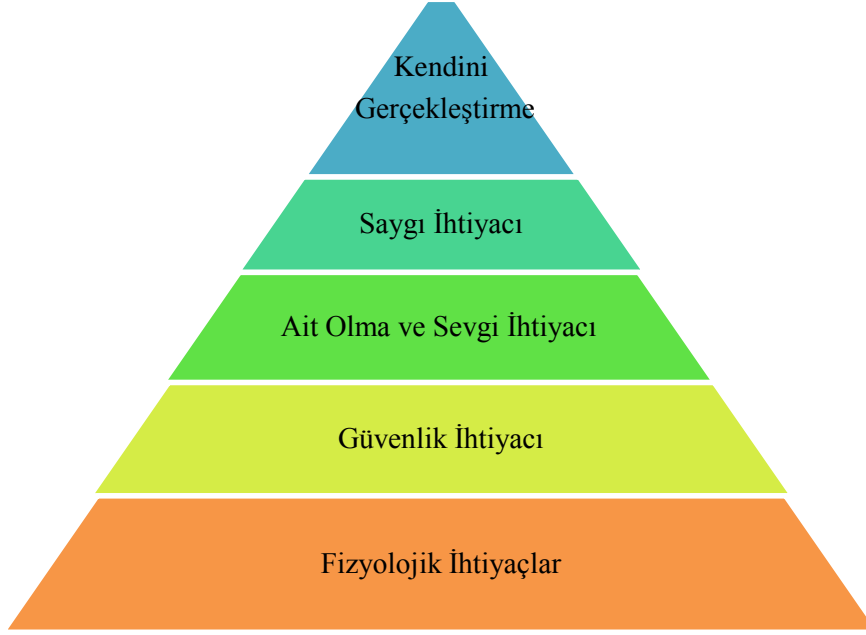 Kendini
Gerçekleştirme
Saygı İhtiyacı
Ait Olma ve Sevgi İhtiyacı
Güvenlik İhtiyacı
Fizyolojik İhtiyaçlar